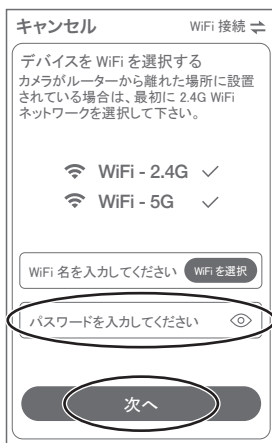 キャンセル
WiFi 接続
デバイスを WiFi を選択する
カメラがルーターから離れた場所に設置
されている場合は、最初に 2.4G WiFi
ネットワークを選択して下さい。
WiFi - 2.4G
WiFi - 5G
WiFi 名を入力してください
WiFi を選択
パスワードを入力してください
次へ